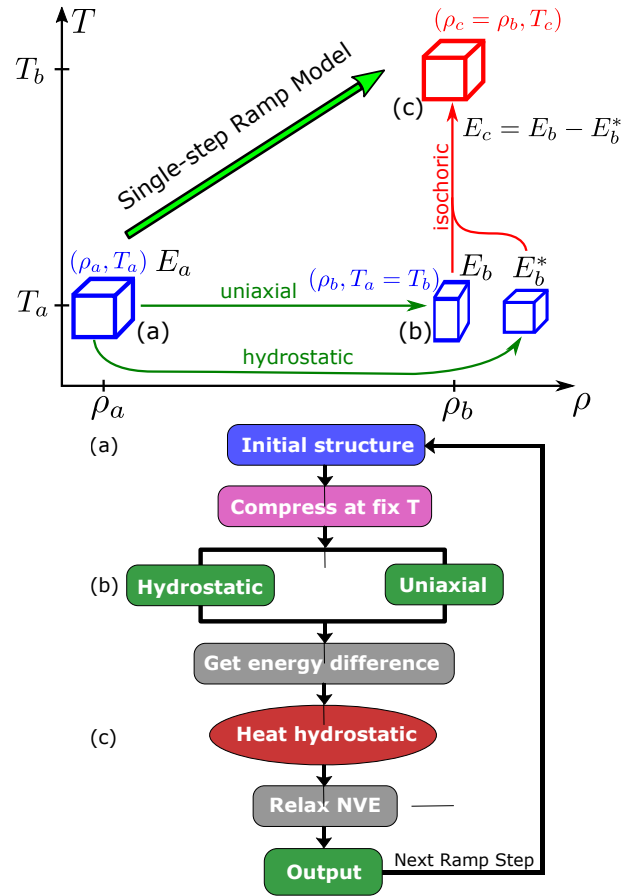 T
(ρ_c = ρ_b, T_c)
T_b
(c)
E_c = E_b − E_b^*
Single-step Ramp Model
isochoric
(ρ_a, T_a) E_a
(ρ_b, T_a = T_b) E_b E_b^*
T_a
uniaxial
(a) (b)
hydrostatic
ρ_a ρ_b ρ
(a) Initial structure
Compress at fix T
(b) Hydrostatic Uniaxial
Get energy difference
(c) Heat hydrostatic
Relax NVE
Output Next Ramp Step